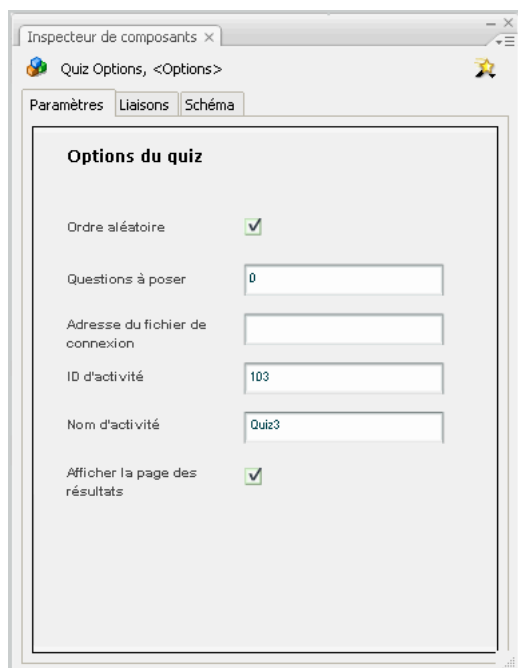 Inspecteur de composants
Quiz Options, <Options>
Paramètres Liaisons Schéma
Options du quiz
Ordre aléatoire
Questions à poser 0
Adresse du fichier de
connexion
ID d'activité 103
Nom d'activité Quiz3
Afficher la page des
résultats